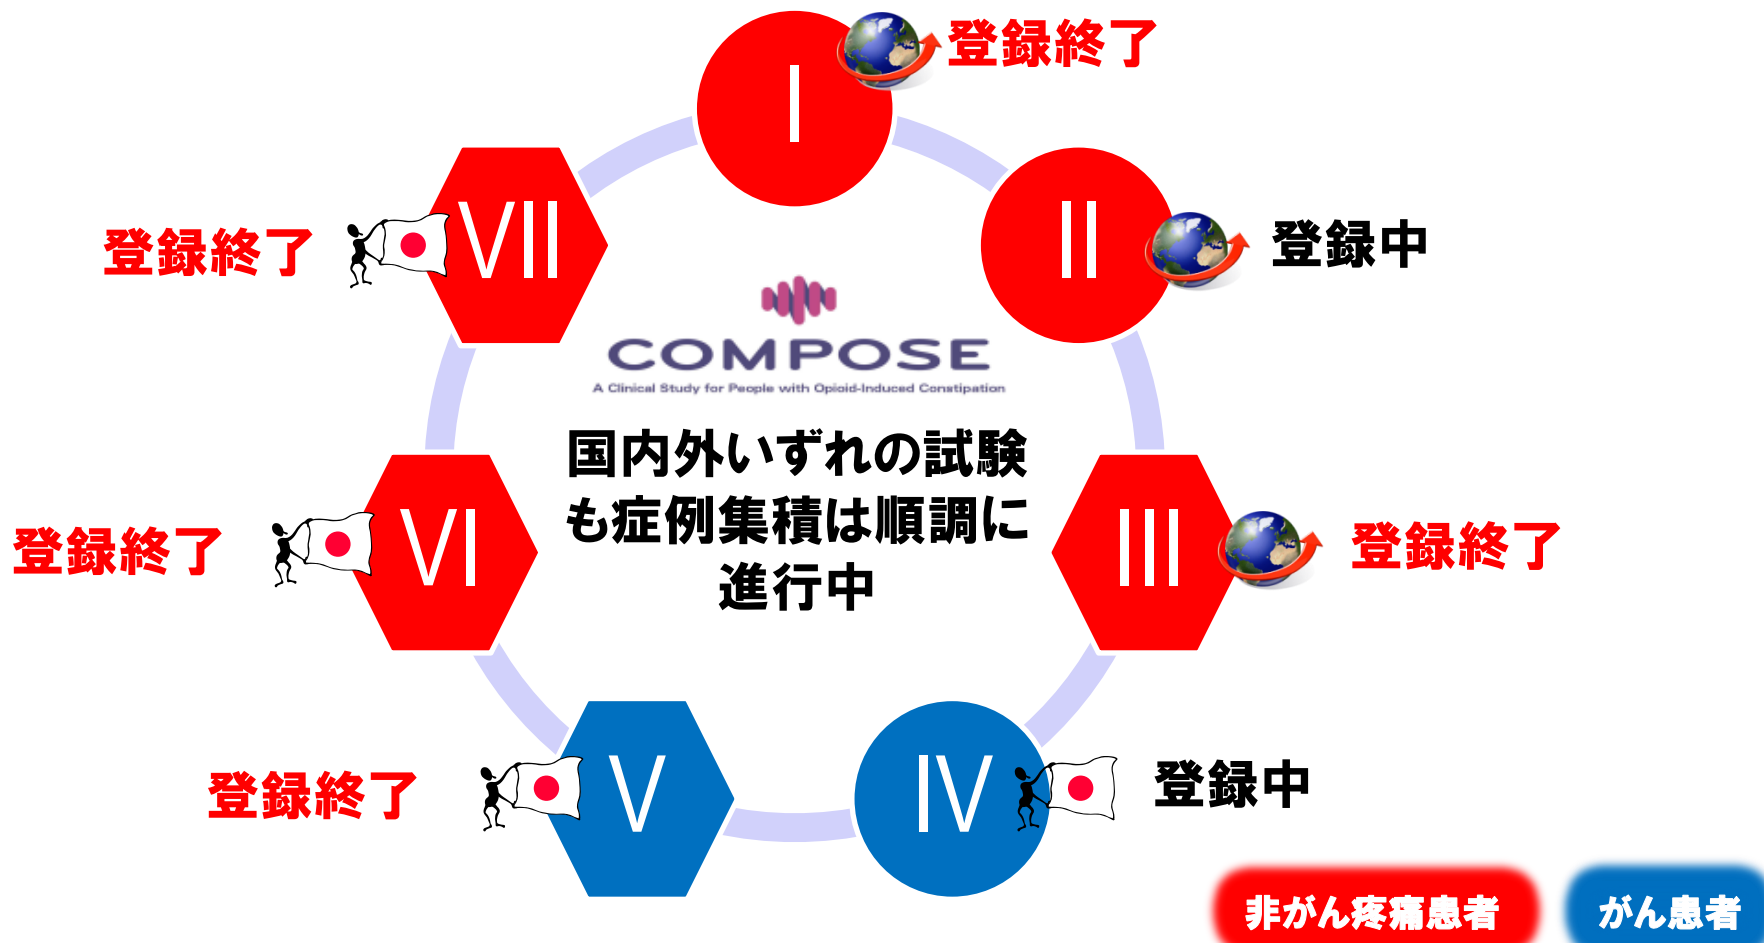 I
登録終了
II
登録中
III
登録終了
IV
登録中
V
登録終了
VI
登録終了
VII
登録終了
COMPOSE
A Clinical Study for People with Opioid-Induced Constipation
国内外いずれの試験
も症例集積は順調に
進行中
非がん疼痛患者
がん患者